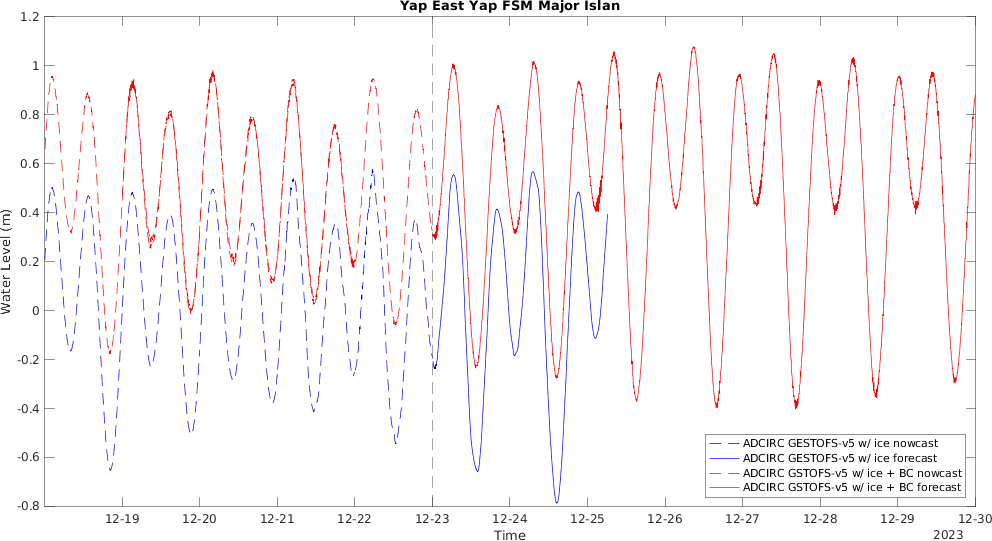 Yap East Yap FSM Major Islan
1.2
1
0.8
0.6
0.4
0.2
0
-0.2
-0.4
-0.6
-0.8
Water Level (m)
ADCIRC GESTOFS-v5 w/ ice nowcast
ADCIRC GESTOFS-v5 w/ ice forecast
ADCIRC GSTOFS-v5 w/ ice + BC nowcast
ADCIRC GSTOFS-v5 w/ ice + BC forecast
12-19 12-20 12-21 12-22 12-23 12-24 12-25 12-26 12-27 12-28 12-29 12-30
Time
2023